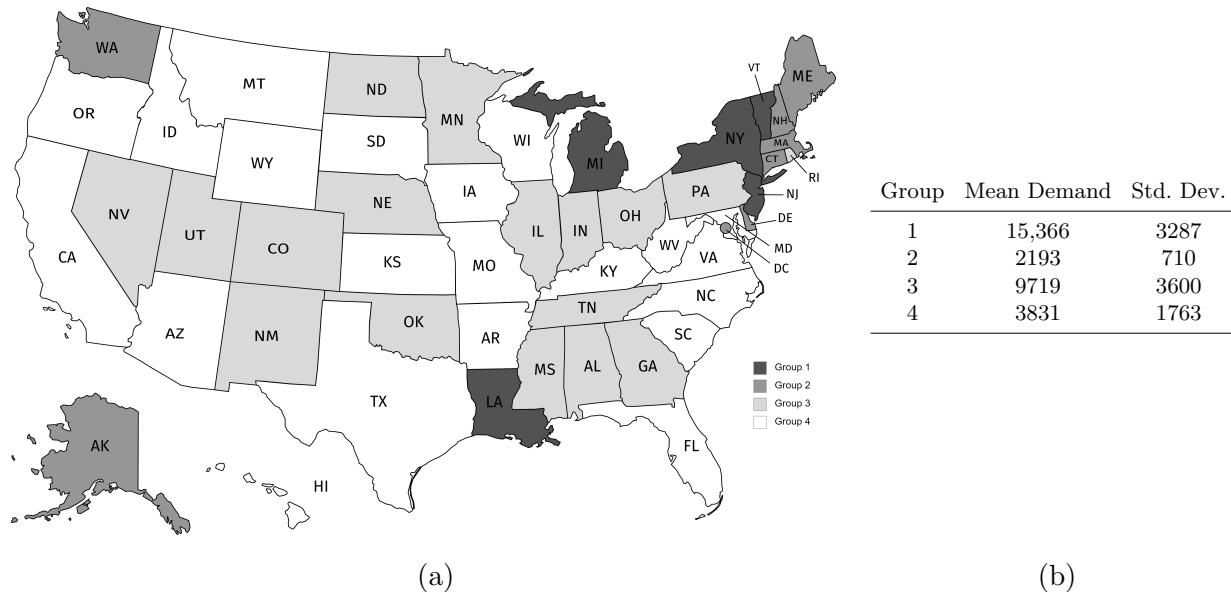 WA
MT
ND
MN
VT
ME
OR
ID
SD
WI
NY
NH
MA
CT
RI
WY
MI
IA
PA
NJ
NV
NE
OH
DE
UT
CO
IL
IN
MD
CA
KS
MO
WV
VA
DC
KY
NC
AZ
NM
OK
TN
AR
SC
MS
AL
GA
TX
LA
FL
AK
HI
Group 1
Group 2
Group 3
Group 4
(a)
Group Mean Demand Std. Dev.
1 15,366 3287
2 2193 710
3 9719 3600
4 3831 1763
(b)